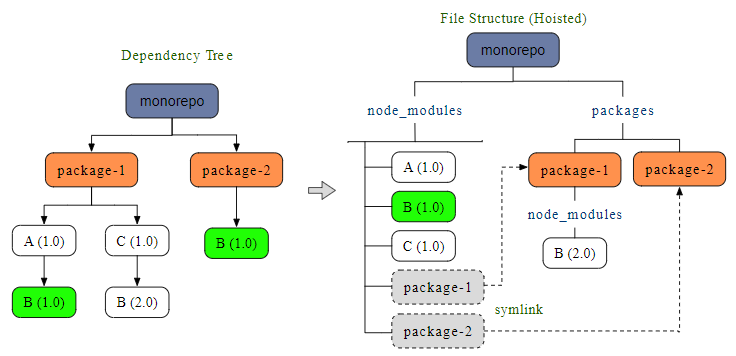 File Structure (Hoisted)
Dependency Tree
monorepo
monorepo
node_modules
packages
package-1
package-2
A (1.0)
package-1
package-2
B (1.0)
node_modules
A (1.0)
C (1.0)
B (1.0)
C (1.0)
B (2.0)
package-1
B (1.0)
B (2.0)
symlink
package-2